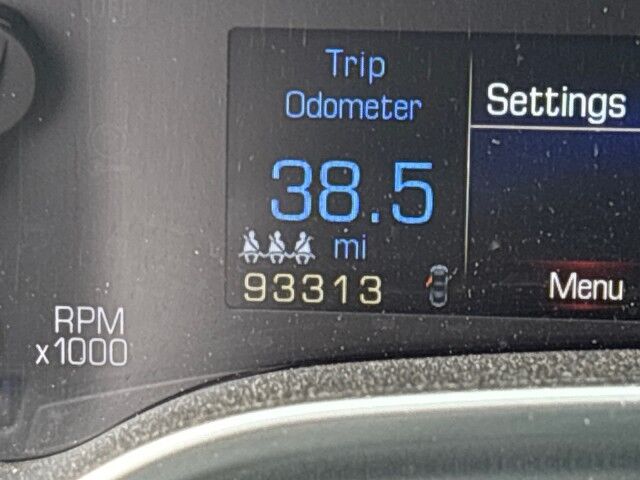 Trip
Odometer
Settings
38.5
mi
93313
Menu
RPM
x1000